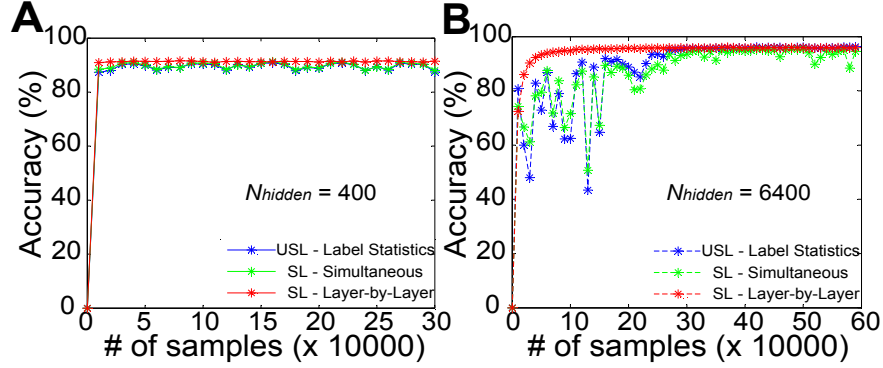 A
100
80
60
40
20
0
Accuracy (%)
Nhidden = 400
USL - Label Statistics
SL - Simultaneous
SL - Layer-by-Layer
0 5 10 15 20 25 30
# of samples (x 10000)
B
100
80
60
40
20
0
Accuracy (%)
Nhidden = 6400
USL - Label Statistics
SL - Simultaneous
SL - Layer-by-Layer
0 10 20 30 40 50 60
# of samples (x 10000)